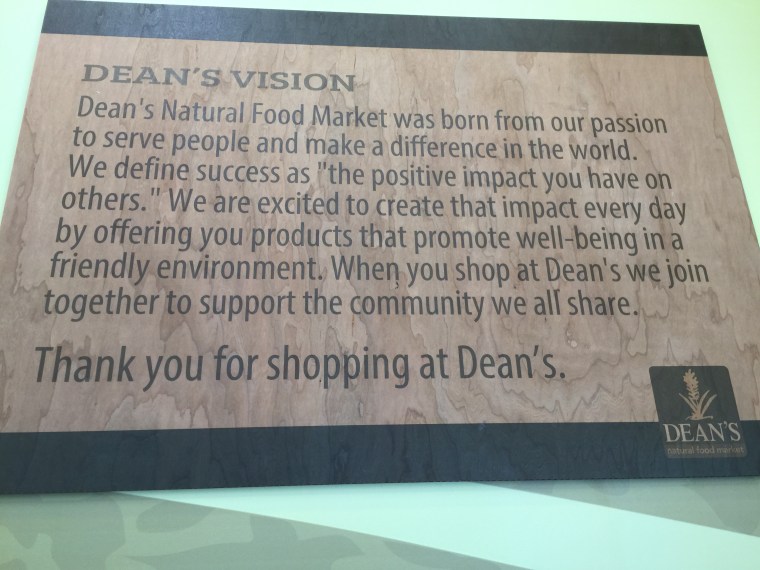 DEAN'S VISION
Dean's Natural Food Market was born from our passion
to serve people and make a difference in the world.
We define success as "the positive impact you have on
others." We are excited to create that impact every day
by offering you products that promote well-being in a
friendly environment. When you shop at Dean's we join
together to support the community we all share.
Thank you for shopping at Dean's.
DEAN'S
natural food market